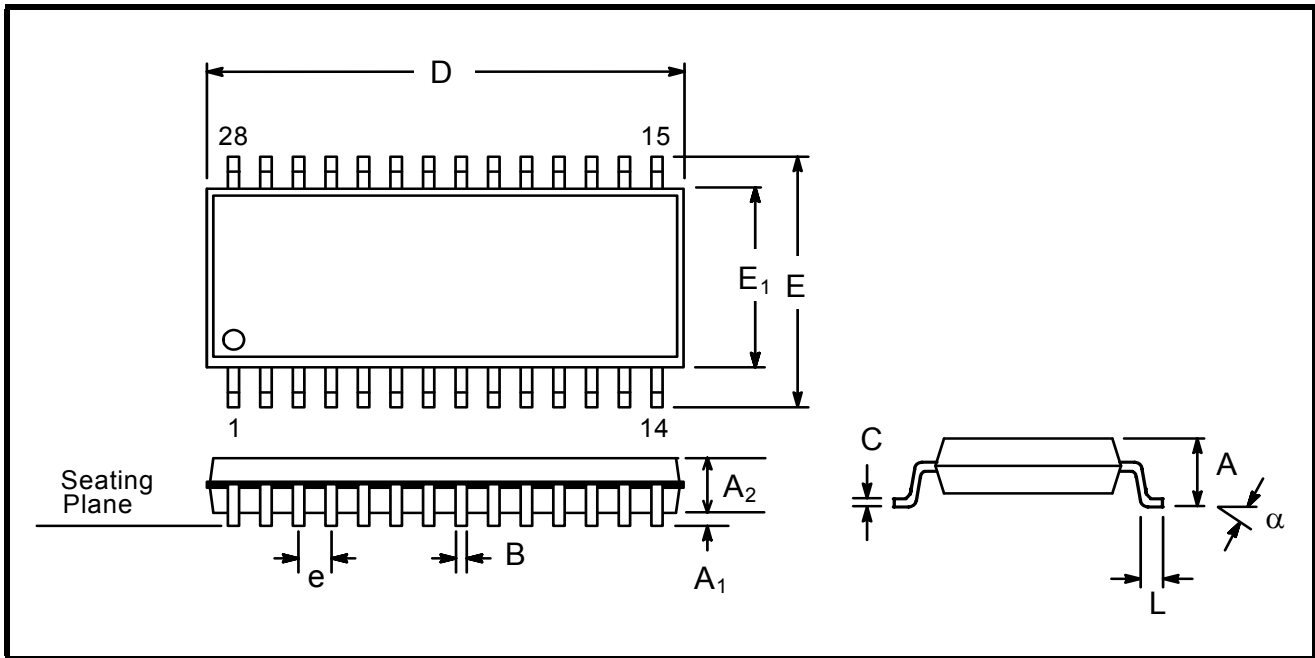 D
28 15
E₁ E
1 14
Seating
Plane
A₂
e B A₁
C A
α
L